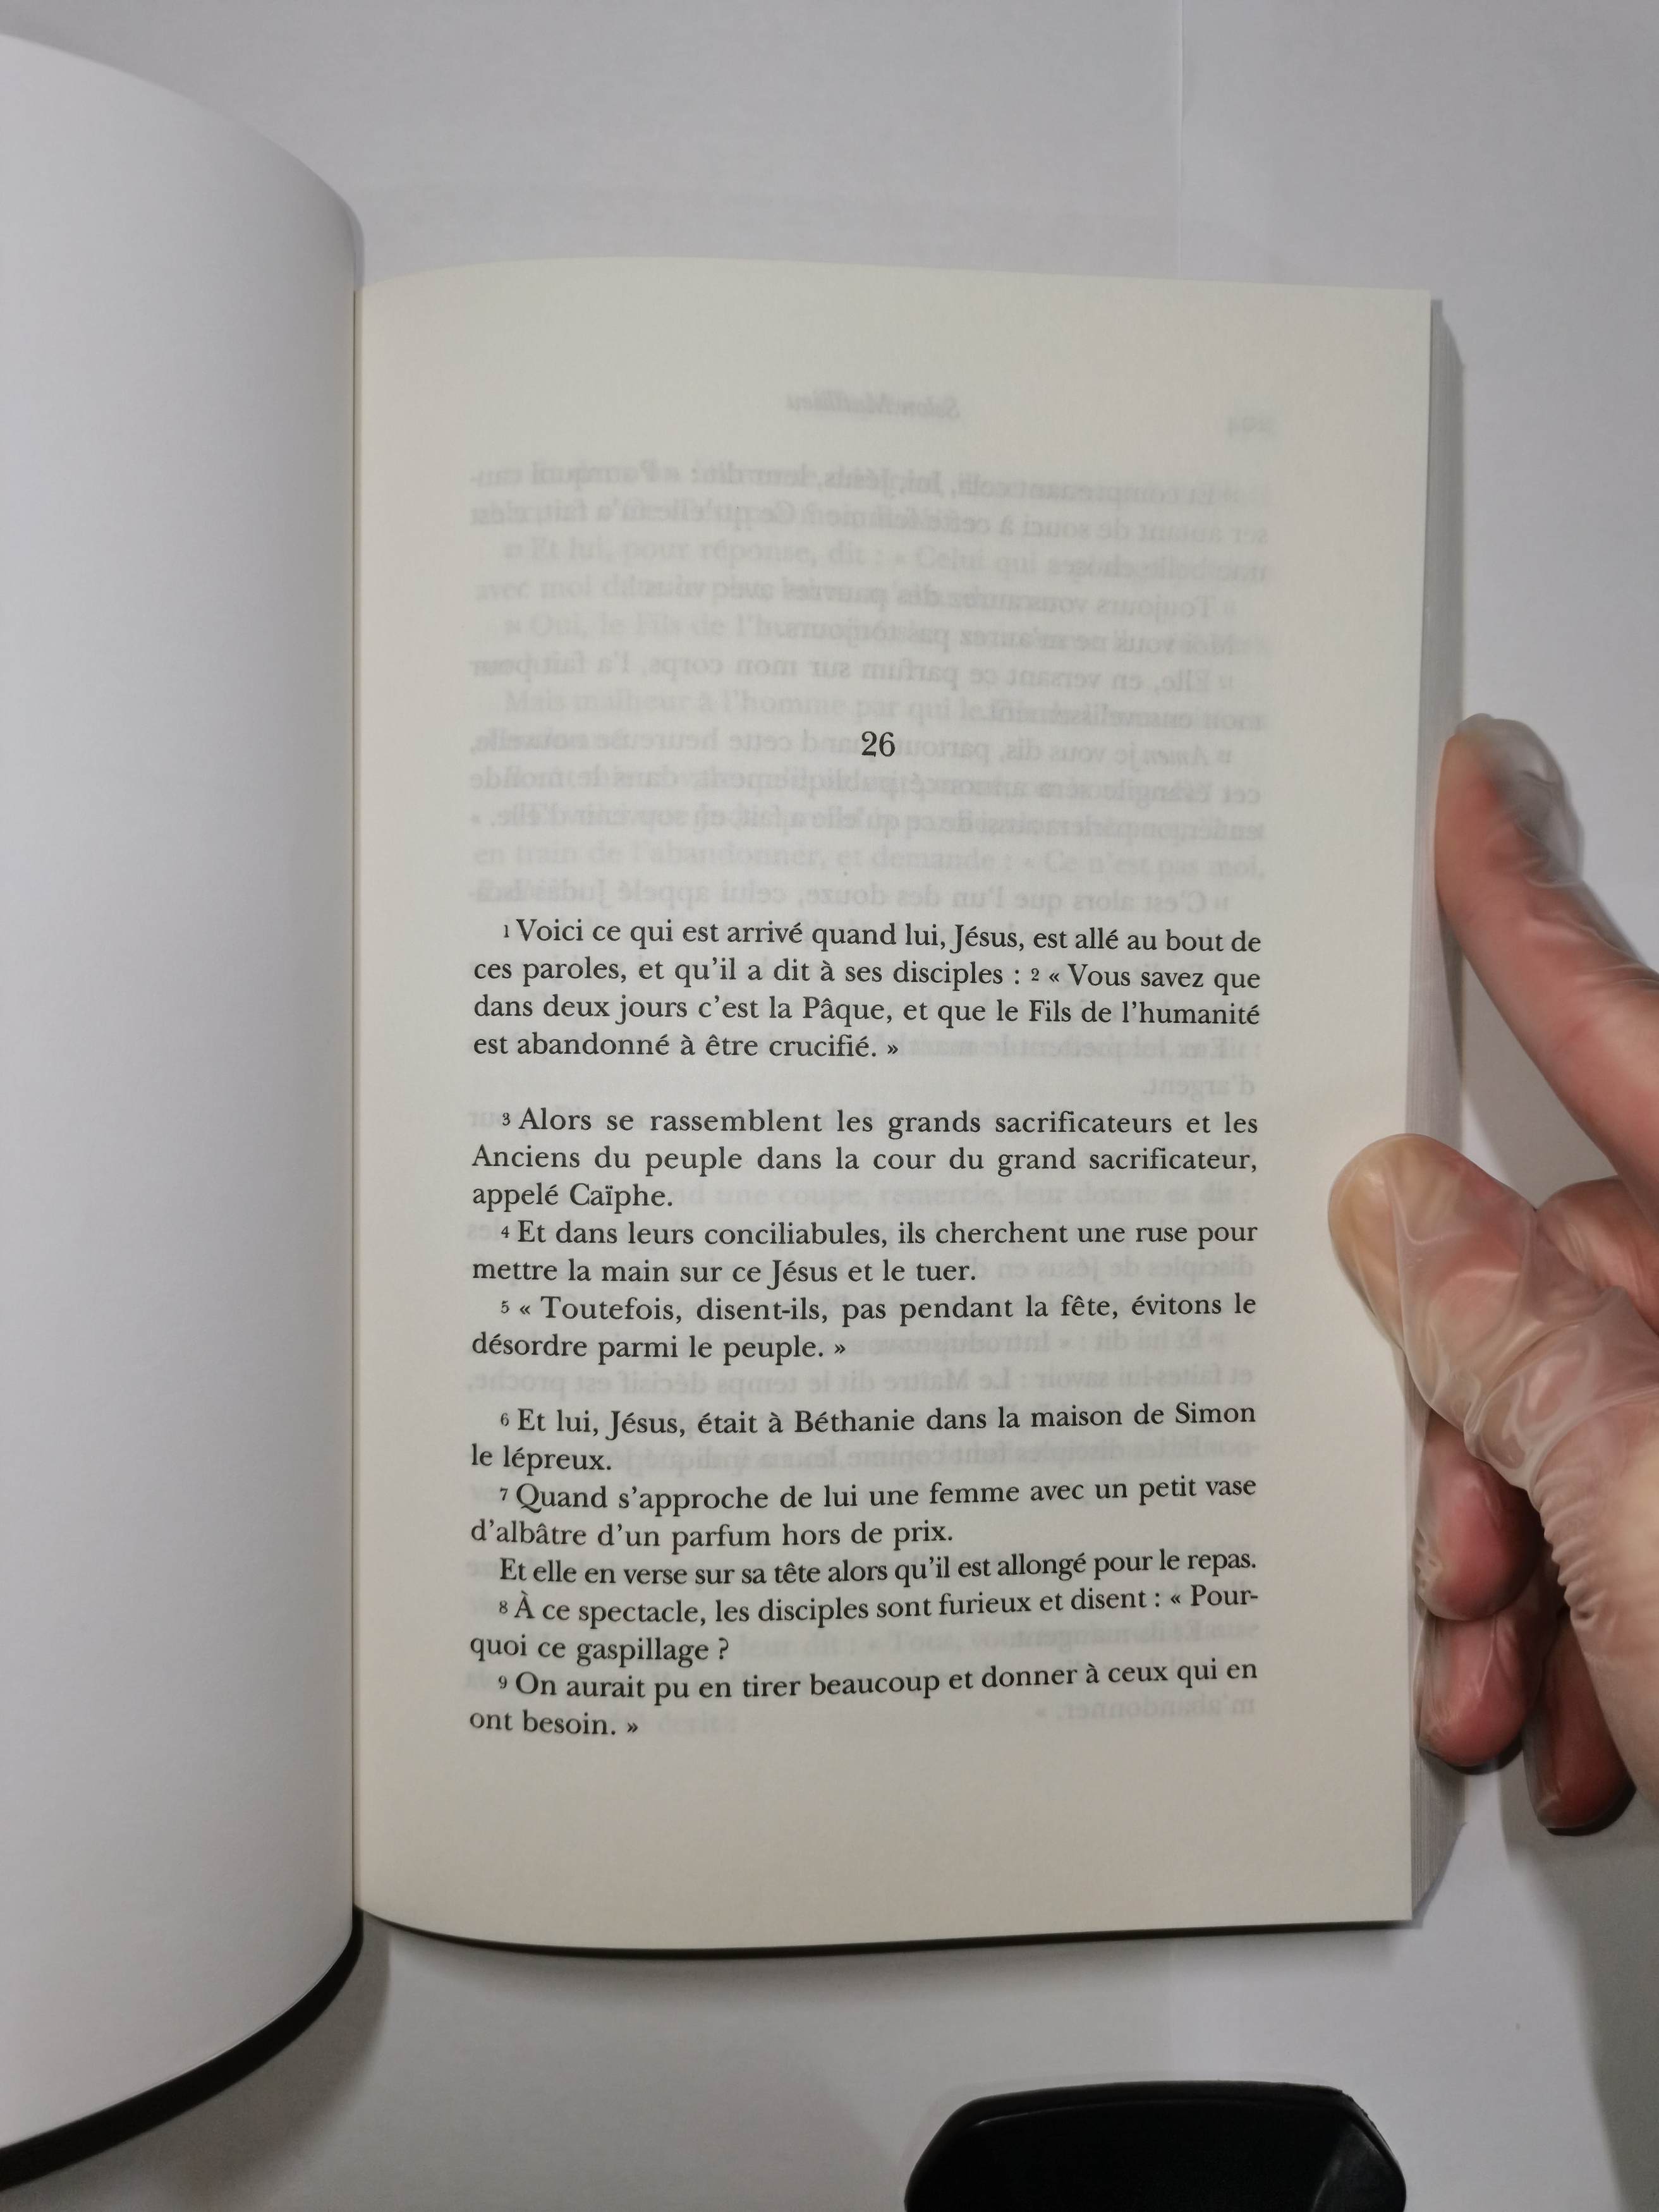 26
1 Voici ce qui est arrivé quand lui, Jésus, est allé au bout de
ces paroles, et qu’il a dit à ses disciples : 2 « Vous savez que
dans deux jours c’est la Pâque, et que le Fils de l’humanité
est abandonné à être crucifié. »
3 Alors se rassemblent les grands sacrificateurs et les
Anciens du peuple dans la cour du grand sacrificateur,
appelé Caïphe.
4 Et dans leurs conciliabules, ils cherchent une ruse pour
mettre la main sur ce Jésus et le tuer.
5 « Toutefois, disent-ils, pas pendant la fête, évitons le
désordre parmi le peuple. »
6 Et lui, Jésus, était à Béthanie dans la maison de Simon
le lépreux.
7 Quand s’approche de lui une femme avec un petit vase
d’albâtre d’un parfum hors de prix.
Et elle en verse sur sa tête alors qu’il est allongé pour le repas.
8 À ce spectacle, les disciples sont furieux et disent : « Pour-
quoi ce gaspillage ?
9 On aurait pu en tirer beaucoup et donner à ceux qui en
ont besoin. »